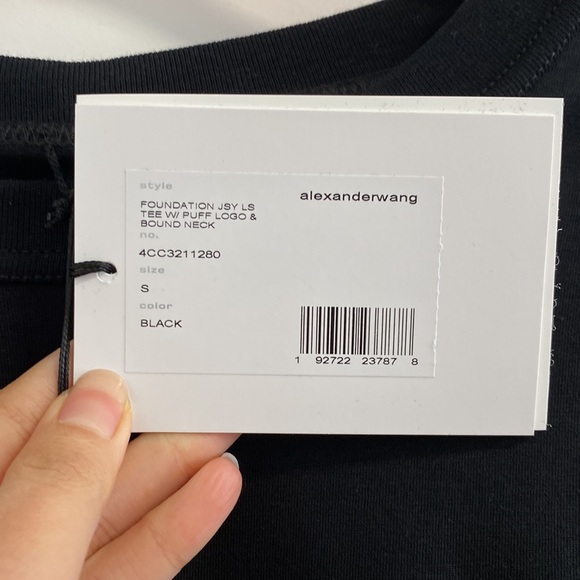 style
alexanderwang
FOUNDATION JSY LS
TEE W/ PUFF LOGO &
BOUND NECK
no.
4CC3211280
size
S
color
BLACK
1 92722 23787 8